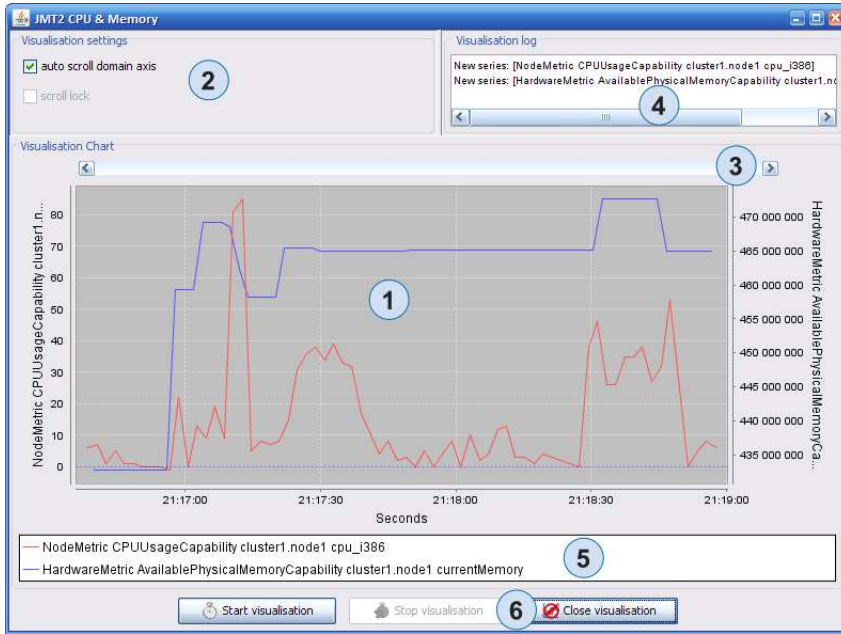 JMT2 CPU & Memory
Visualisation settings
auto scroll domain axis
scroll lock
2
Visualisation log
New series: [NodeMetric CPUUsageCapability cluster1.node1 cpu_i386]
New series: [HardwareMetric AvailablePhysicalMemoryCapability cluster1.no
4
Visualisation Chart
3
NodeMetric CPUUsageCapability cluster1.n...
80
70
60
50
40
30
20
10
0
1
470 000 000
465 000 000
460 000 000
455 000 000
450 000 000
445 000 000
440 000 000
435 000 000
HardwareMetric AvailablePhysicalMemoryCa...
21:17:00 21:17:30 21:18:00 21:18:30 21:19:00
Seconds
NodeMetric CPUUsageCapability cluster1.node1 cpu_i386
HardwareMetric AvailablePhysicalMemoryCapability cluster1.node1 currentMemory
5
Start visualisation
Stop visualisation
6
Close visualisation